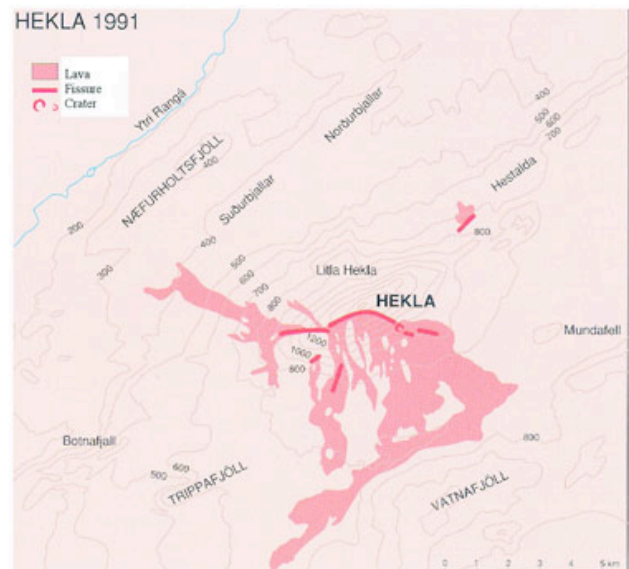 HEKLA 1991
Lava
Fissure
Crater
Ytri Rangá
Norðurbjallar
NÆFURHOLTSFJÖLL
400
Suðurbjallar
Hestalda
400
500
600
700
200
300
400
500
600
700
800
800
Litla Hekla
HEKLA
Mundafell
1200
1000
800
800
Botnafjall
500
600
TRIPPAFJÖLL
VATNAFJÖLL
0 1 2 3 4 5 km